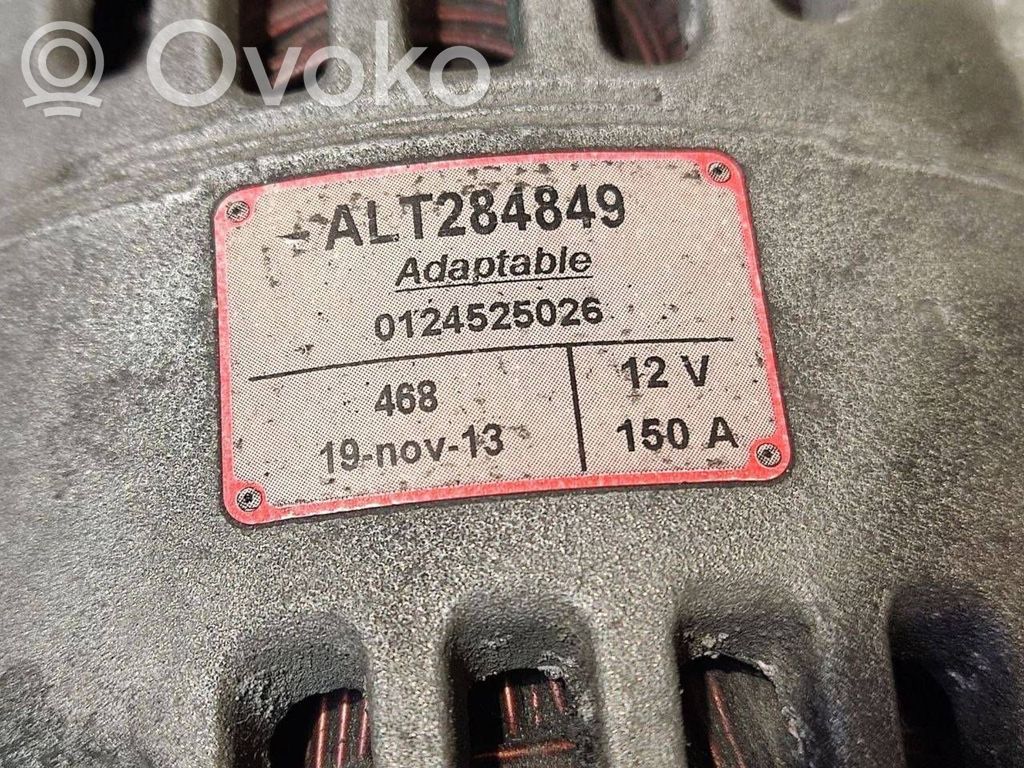 Ovoko
ALT284849
Adaptable
0124525026
468
12 V
19-nov-13
150 A